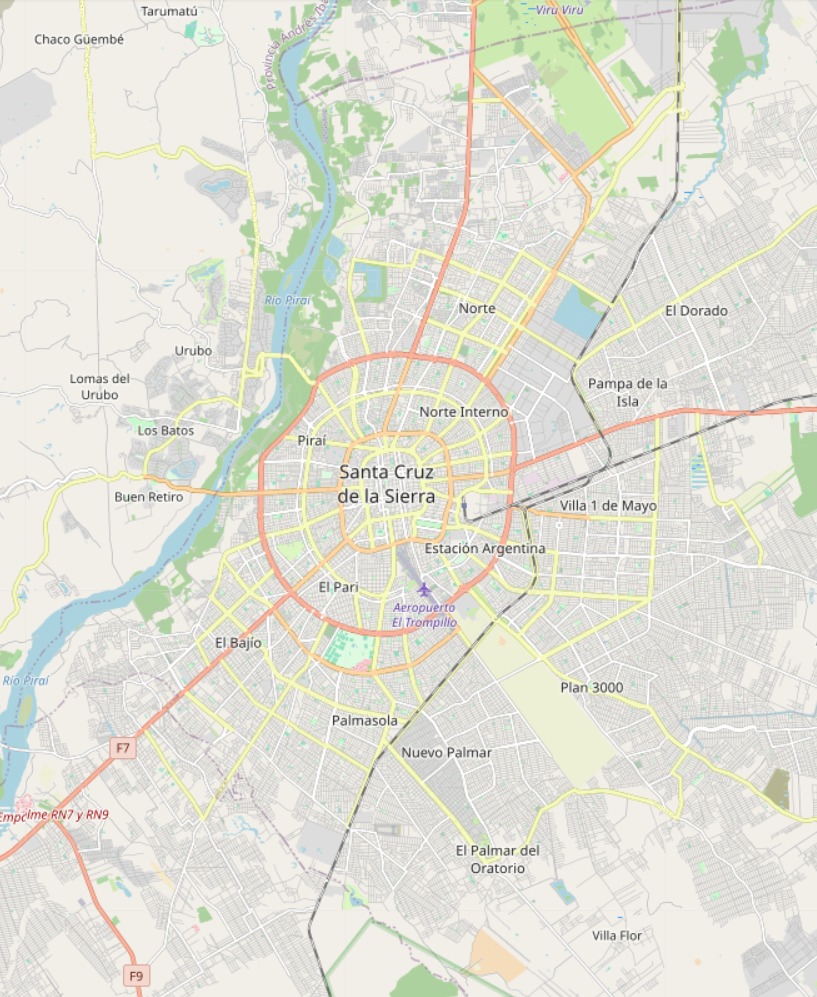 Tarumatú
Viru Viru
Chaco Güembé
Provincia Andrés Ibá
Río Piraí
Norte
El Dorado
Urubo
Lomas del
Urubo
Pampa de la
Isla
Norte Interno
Los Batos
Piraí
Santa Cruz
de la Sierra
Buen Retiro
Villa 1 de Mayo
Estación Argentina
El Pari
Aeropuerto
El Trompillo
El Bajío
Río Piraí
Plan 3000
Palmasola
F7
Nuevo Palmar
Empalme RN7 y RN9
El Palmar del
Oratorio
Villa Flor
F9